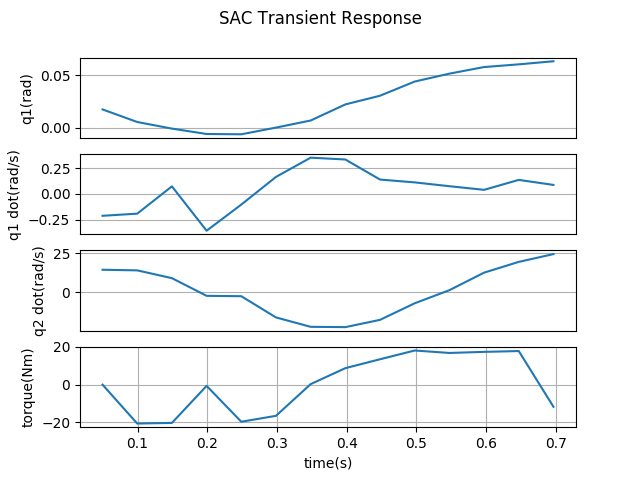 SAC Transient Response
0.05
0.00
q1(rad)
0.25
0.00
−0.25
q1 dot(rad/s)
25
0
q2 dot(rad/s)
20
0
−20
torque(Nm)
0.1 0.2 0.3 0.4 0.5 0.6 0.7
time(s)